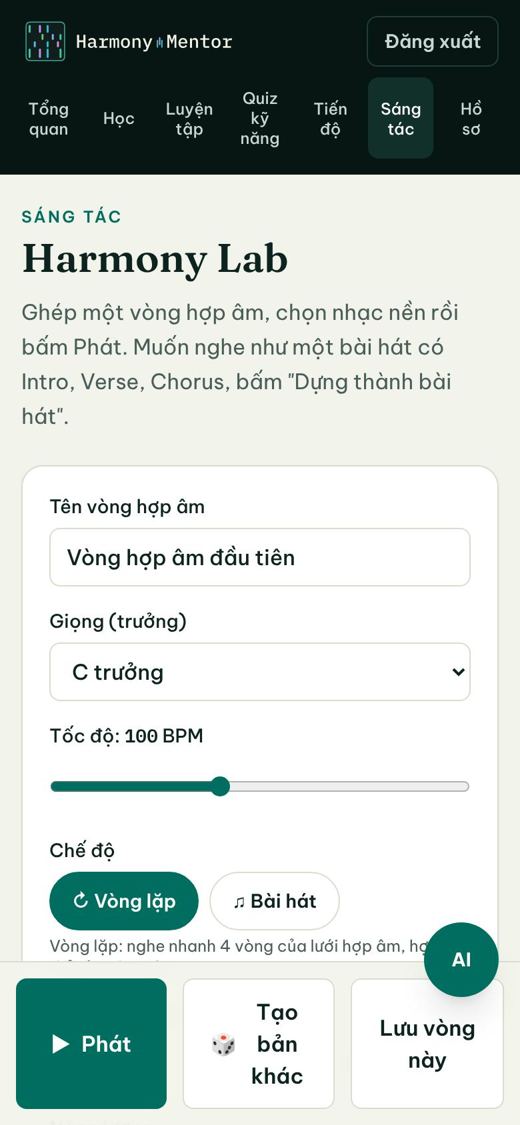 Harmony Mentor
Đăng xuất
Tổng quan
Học
Luyện tập
Quiz kỹ năng
Tiến độ
Sáng tác
Hồ sơ
SÁNG TÁC
Harmony Lab
Ghép một vòng hợp âm, chọn nhạc nền rồi
bấm Phát. Muốn nghe như một bài hát có
Intro, Verse, Chorus, bấm "Dựng thành bài
hát".
Tên vòng hợp âm
Vòng hợp âm đầu tiên
Giọng (trưởng)
C trưởng
Tốc độ: 100 BPM
Chế độ
↻ Vòng lặp
♫ Bài hát
Vòng lặp: nghe nhanh 4 vòng của lưới hợp âm,
AI
▶ Phát
🎲 Tạo bản khác
Lưu vòng này